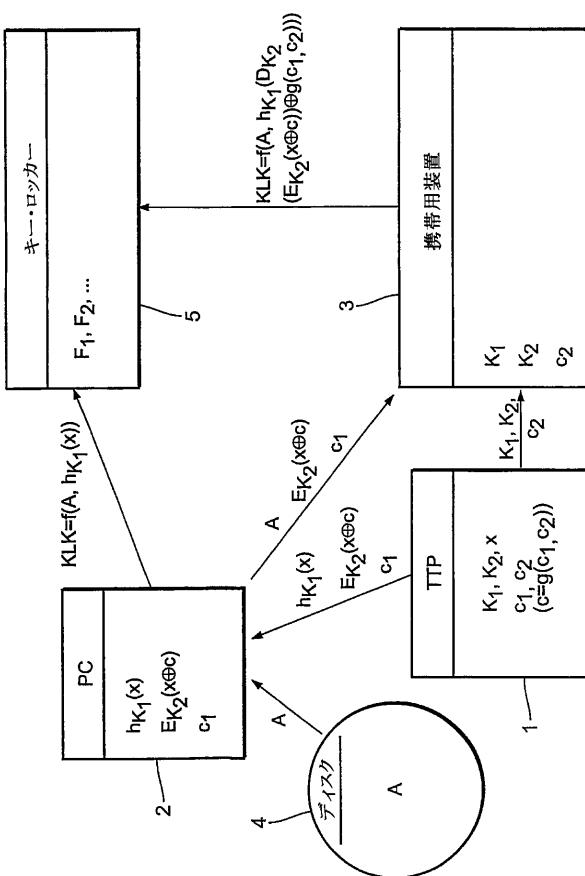 キー・ロッカー
F₁, F₂, ...
5
KLK=f(A, hK₁(x))
KLK=f(A, hK₁(DK₂
(EK₂(x⊕c))⊕g(c₁,c₂)))
PC
hK₁(x)
EK₂(x⊕c)
c₁
2
A
EK₂(x⊕c)
c₁
hK₁(x)
EK₂(x⊕c)
c₁
携帯用装置
K₁
K₂
c₂
3
A
ディスク
A
4
TTP
K₁, K₂, x
c₁, c₂
(c=g(c₁,c₂))
1
K₁, K₂,
c₂